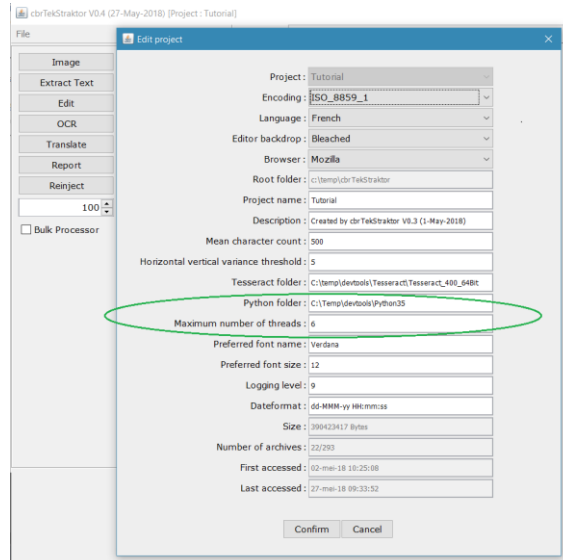 cbrTekStraktor V0.4 (27-May-2018) [Project : Tutorial]
File
Image
Extract Text
Edit
OCR
Translate
Report
Reinject
100
Bulk Processor
Edit project
Project : Tutorial
Encoding : ISO_8859_1
Language : French
Editor backdrop : Bleached
Browser : Mozilla
Root folder : c:\temp\cbrTekStraktor
Project name : Tutorial
Description : Created by cbrTekStraktor V0.3 (1-May-2018)
Mean character count : 500
Horizontal vertical variance threshold : 5
Tesseract folder : C:\temp\devtools\Tesseract\Tesseract_400_64Bit
Python folder : C:\Temp\devtools\Python35
Maximum number of threads : 6
Preferred font name : Verdana
Preferred font size : 12
Logging level : 9
Dateformat : dd-MMM-yy HH:mm:ss
Size : 390423417 Bytes
Number of archives : 22/293
First accessed : 02-mei-18 10:25:08
Last accessed : 27-mei-18 09:33:52
Confirm Cancel